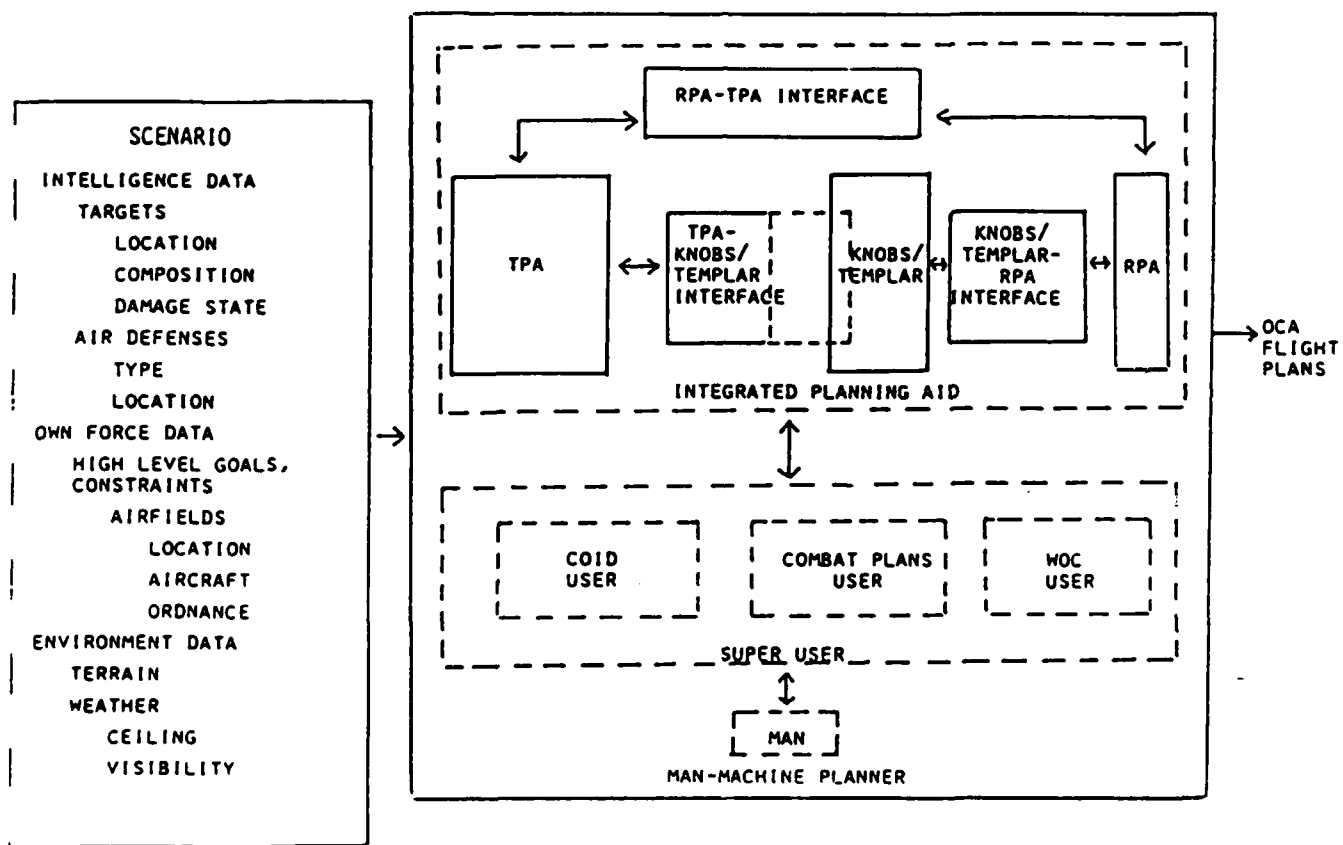 SCENARIO
INTELLIGENCE DATA
TARGETS
LOCATION
COMPOSITION
DAMAGE STATE
AIR DEFENSES
TYPE
LOCATION
OWN FORCE DATA
HIGH LEVEL GOALS,
CONSTRAINTS
AIRFIELDS
LOCATION
AIRCRAFT
ORDNANCE
ENVIRONMENT DATA
TERRAIN
WEATHER
CEILING
VISIBILITY
RPA-TPA INTERFACE
TPA
TPA-
KNOBS/
TEMPLAR
INTERFACE
KNOBS/
TEMPLAR
KNOBS/
TEMPLAR-
RPA
INTERFACE
RPA
INTEGRATED PLANNING AID
COID
USER
COMBAT PLANS
USER
WOC
USER
SUPER USER
MAN
MAN-MACHINE PLANNER
OCA
FLIGHT
PLANS